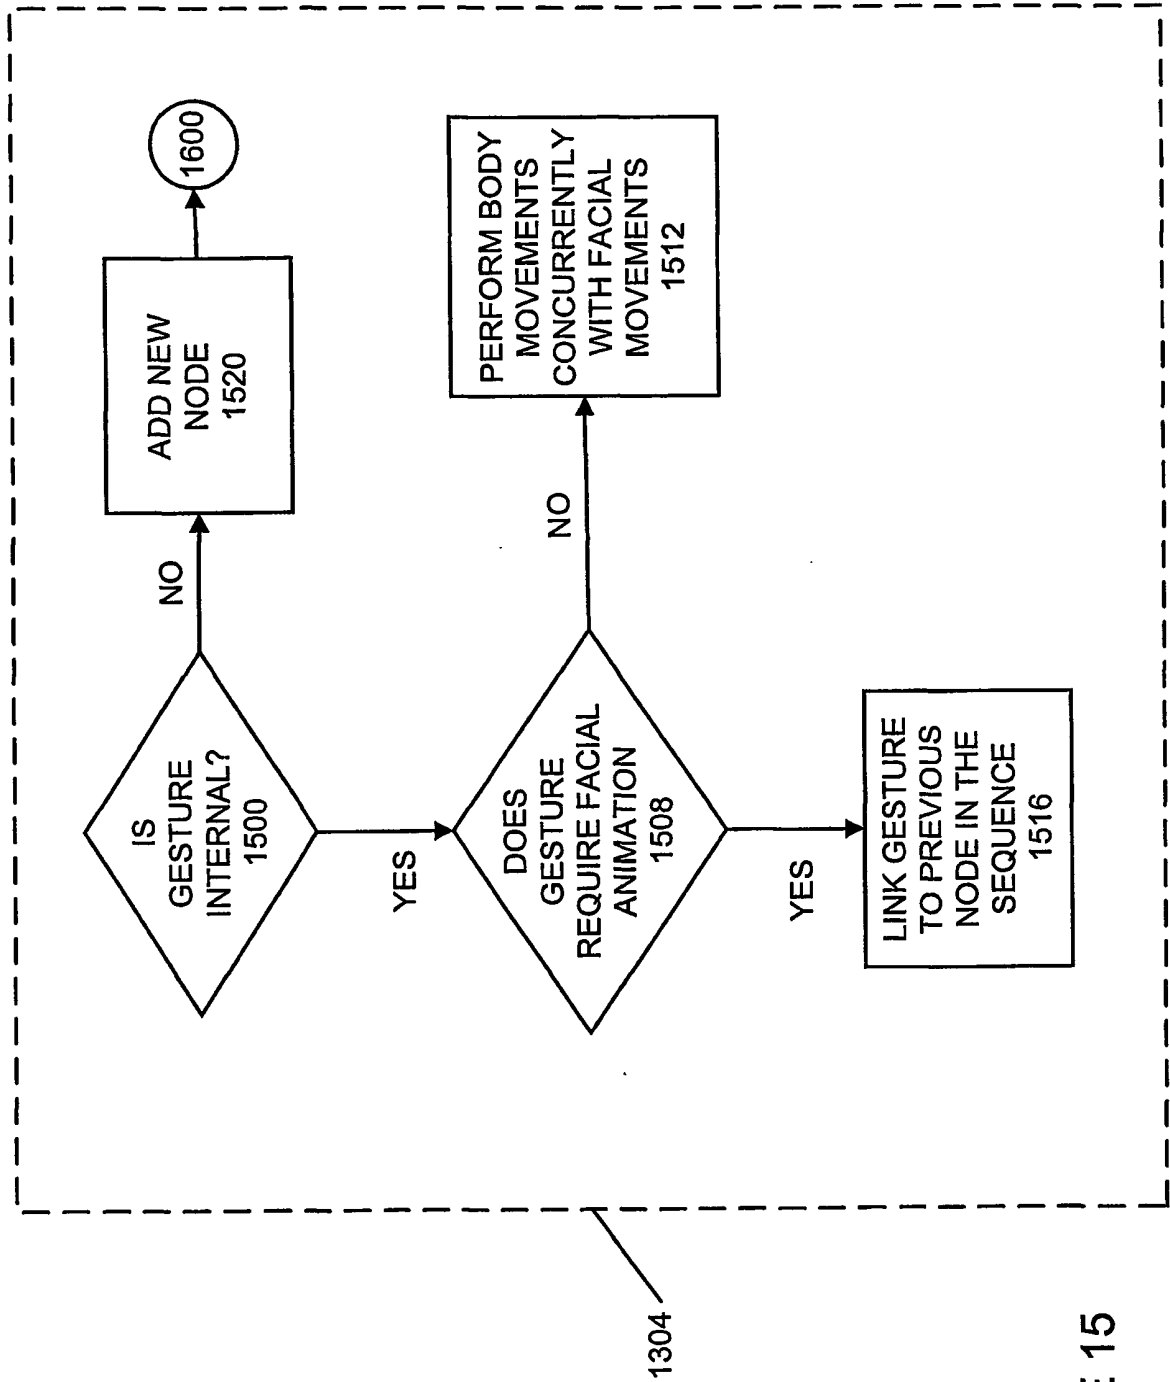 IS
GESTURE
INTERNAL?
1500
NO
ADD NEW
NODE
1520
1600
YES
DOES
GESTURE
REQUIRE FACIAL
ANIMATION
1508
NO
PERFORM BODY
MOVEMENTS
CONCURRENTLY
WITH FACIAL
MOVEMENTS
1512
YES
LINK GESTURE
TO PREVIOUS
NODE IN THE
SEQUENCE
1516
1304
15